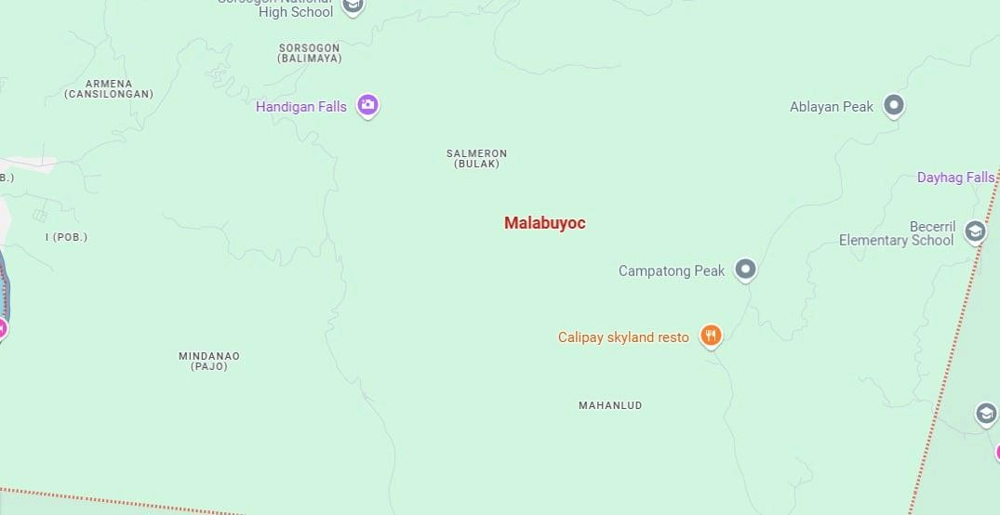 Sorsogon National
High School
SORSOGON
(BALIMAYA)
ARMENA
(CANSILONGAN)
Handigan Falls
Ablayan Peak
SALMERON
(BULAK)
B.)
Dayhag Falls
Malabuyoc
I (POB.)
Becerril
Elementary School
Campatong Peak
Calipay skyland resto
MINDANAO
(PAJO)
MAHANLUD